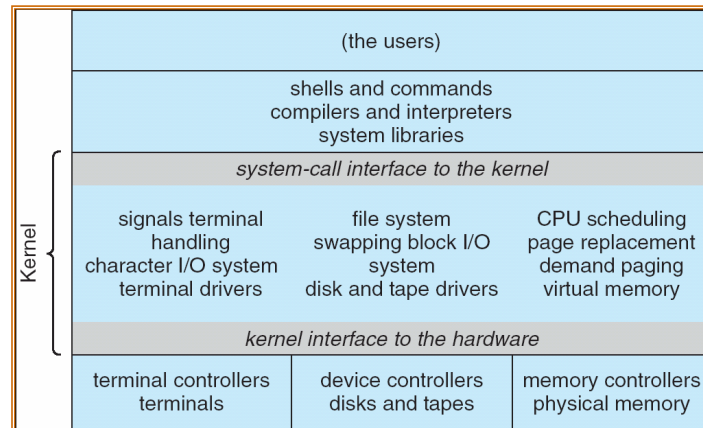 (the users)
shells and commands
compilers and interpreters
system libraries
Kernel
system-call interface to the kernel
signals terminal
handling
character I/O system
terminal drivers
file system
swapping block I/O
system
disk and tape drivers
CPU scheduling
page replacement
demand paging
virtual memory
kernel interface to the hardware
terminal controllers
terminals
device controllers
disks and tapes
memory controllers
physical memory